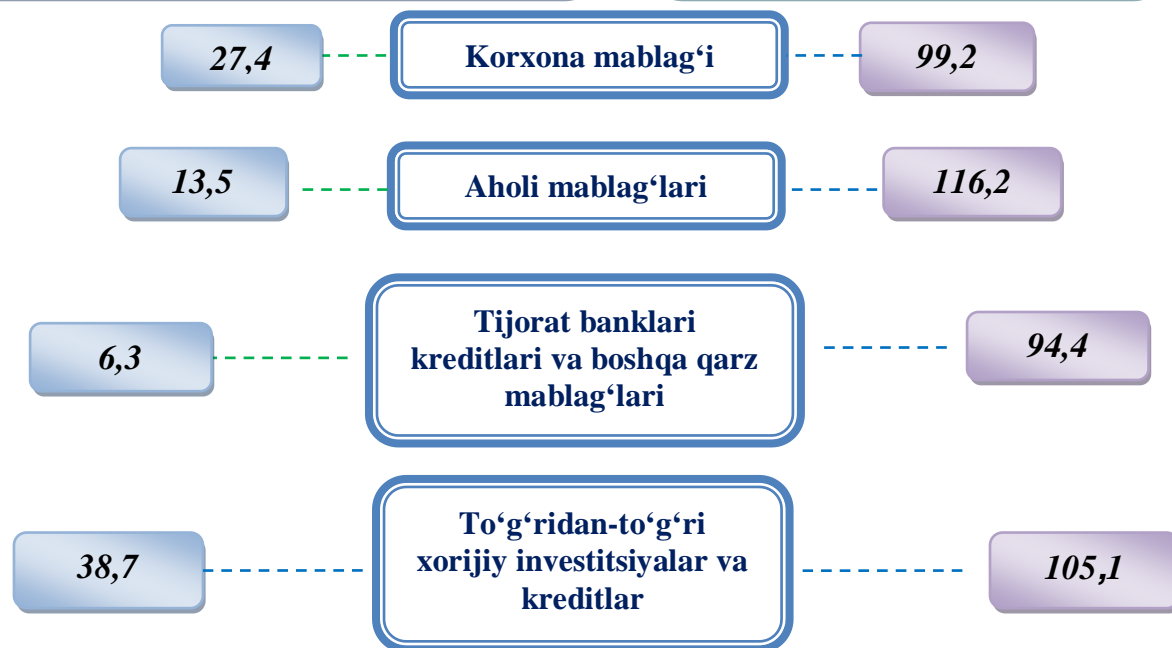 27,4
Korxona mablag‘i
99,2
13,5
Aholi mablag‘lari
116,2
6,3
Tijorat banklari
kreditlari va boshqa qarz
mablag‘lari
94,4
38,7
To‘g‘ridan-to‘g‘ri
xorijiy investitsiyalar va
kreditlar
105,1